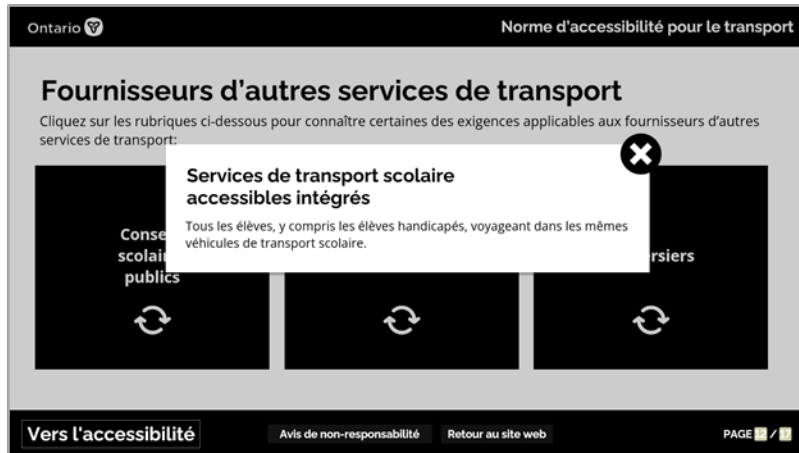 Ontario
Norme d'accessibilité pour le transport
Fournisseurs d'autres services de transport
Cliquez sur les rubriques ci-dessous pour connaître certaines des exigences applicables aux fournisseurs d'autres
services de transport:
Services de transport scolaire
accessibles intégrés
Tous les élèves, y compris les élèves handicapés, voyageant dans les mêmes
véhicules de transport scolaire.
publics
Vers l'accessibilité
Avis de non-responsabilité
Retour au site web
PAGE 12 / 17